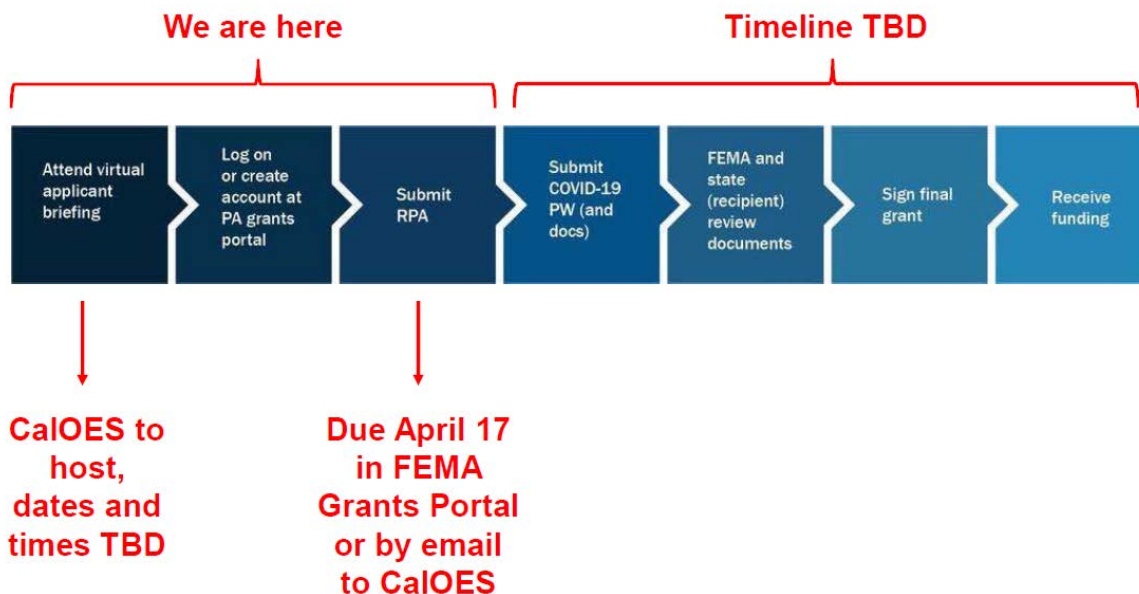 We are here
Timeline TBD
Attend virtual
applicant
briefing
Log on
or create
account at
PA grants
portal
Submit
RPA
Submit
COVID-19
PW (and
docs)
FEMA and
state
(recipient)
review
documents
Sign final
grant
Receive
funding
CalOES to
host,
dates and
times TBD
Due April 17
in FEMA
Grants Portal
or by email
to CalOES